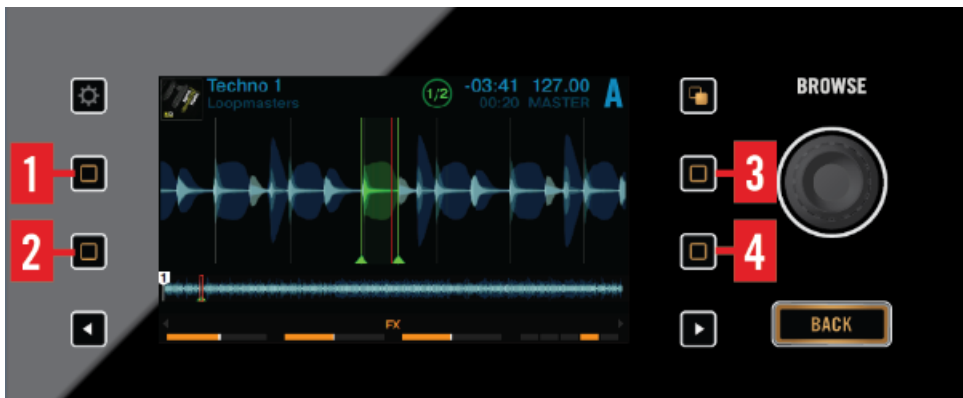 Techno 1
Loopmasters
1/2
-03:41 127.00
00:20 MASTER
A
BROWSE
1
3
2
4
1
FX
BACK